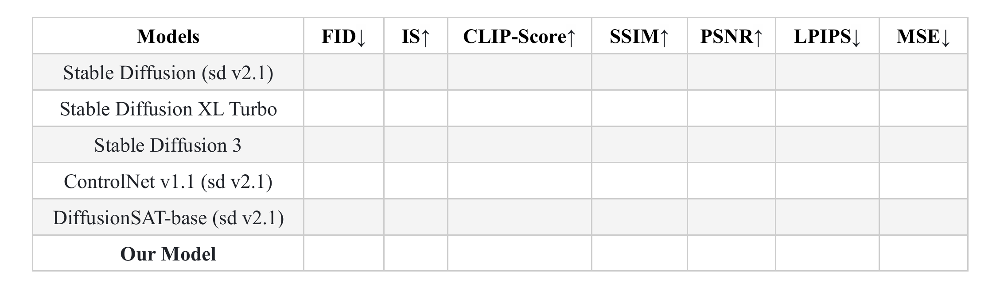 Models FID↓ IS↑ CLIP-Score↑ SSIM↑ PSNR↑ LPIPS↓ MSE↓
Stable Diffusion (sd v2.1)
Stable Diffusion XL Turbo
Stable Diffusion 3
ControlNet v1.1 (sd v2.1)
DiffusionSAT-base (sd v2.1)
Our Model